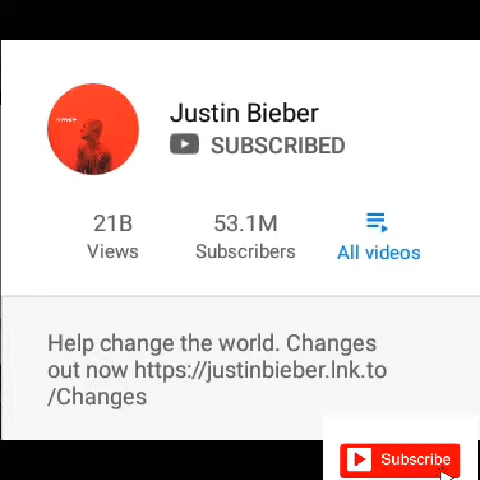 Justin Bieber
SUBSCRIBED
21B
Views
53.1M
Subscribers
All videos
Help change the world. Changes
out now https://justinbieber.lnk.to
/Changes
Subscribe